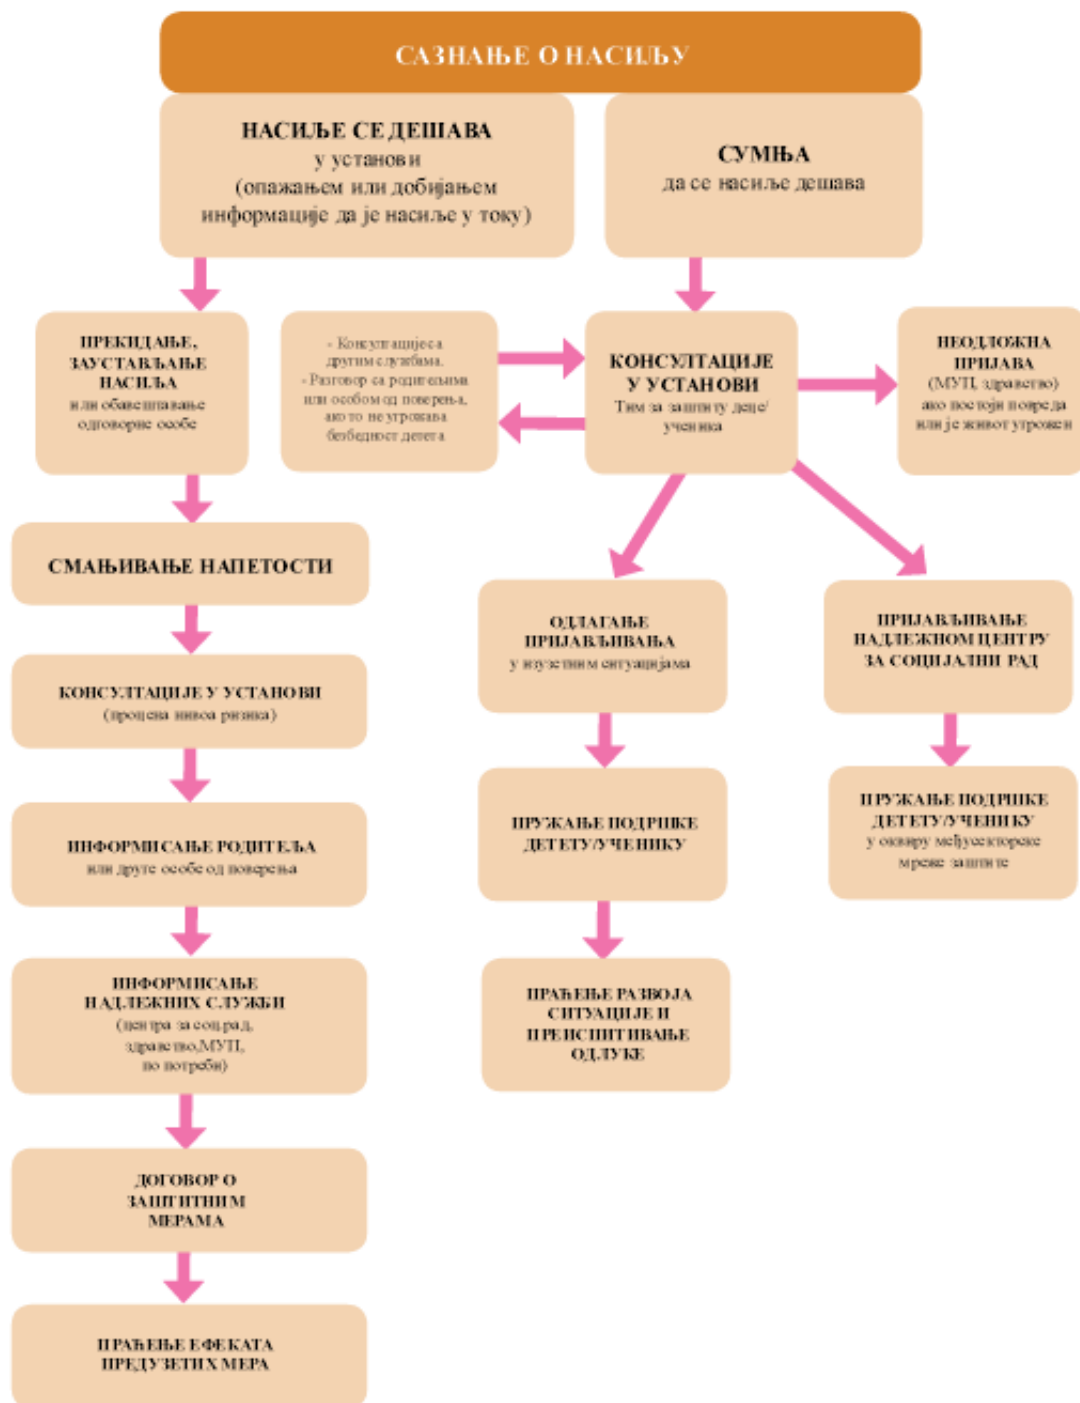 САЗНАЊЕ О НАСИЉУ
НАСИЉЕ СЕ ДЕШАВА
у установи
(опажањем или добијањем
информације да је насиље у току)
СУМЊА
да се насиље дешава
ПРЕКИДАЊЕ,
ЗАУСТАВЉАЊЕ
НАСИЉА
или обавештавање
одговорне особе
- Консултације са
другим службама.
- Разговор са родитељима
или особом од поверења,
ако то не угрожава
безбедност детета
КОНСУЛТАЦИЈЕ
У УСТАНОВИ
Тим за заштиту деце/
ученика
НЕОДЛОЖНА
ПРИЈАВА
(МУП, здравство)
ако постоји повреда
или је живот угрожен
СМАЊИВАЊЕ НАПЕТОСТИ
КОНСУЛТАЦИЈЕ У УСТАНОВИ
(процена нивоа ризика)
ИНФОРМИСАЊЕ РОДИТЕЉА
или друге особе од поверења
ИНФОРМИСАЊЕ
НАДЛЕЖНИХ СЛУЖБИ
(центра за соц.рад,
здравство,МУП,
по потреби)
ДОГОВОР О
ЗАШТИТНИМ
МЕРАМА
ПРАЋЕЊЕ ЕФЕКАТА
ПРЕДУЗЕТИХ МЕРА
ОДЛАГАЊЕ
ПРИЈАВЉИВАЊА
у изузетним ситуацијама
ПРУЖАЊЕ ПОДРШКЕ
ДЕТЕТУ/УЧЕНИКУ
ПРАЋЕЊЕ РАЗВОЈА
СИТУАЦИЈЕ И
ПРЕИСПИТИВАЊЕ
ОДЛУКЕ
ПРИЈАВЉИВАЊЕ
НАДЛЕЖНОМ ЦЕНТРУ
ЗА СОЦИЈАЛНИ РАД
ПРУЖАЊЕ ПОДРШКЕ
ДЕТЕТУ/УЧЕНИКУ
у оквиру међусекторске
мреже заштите